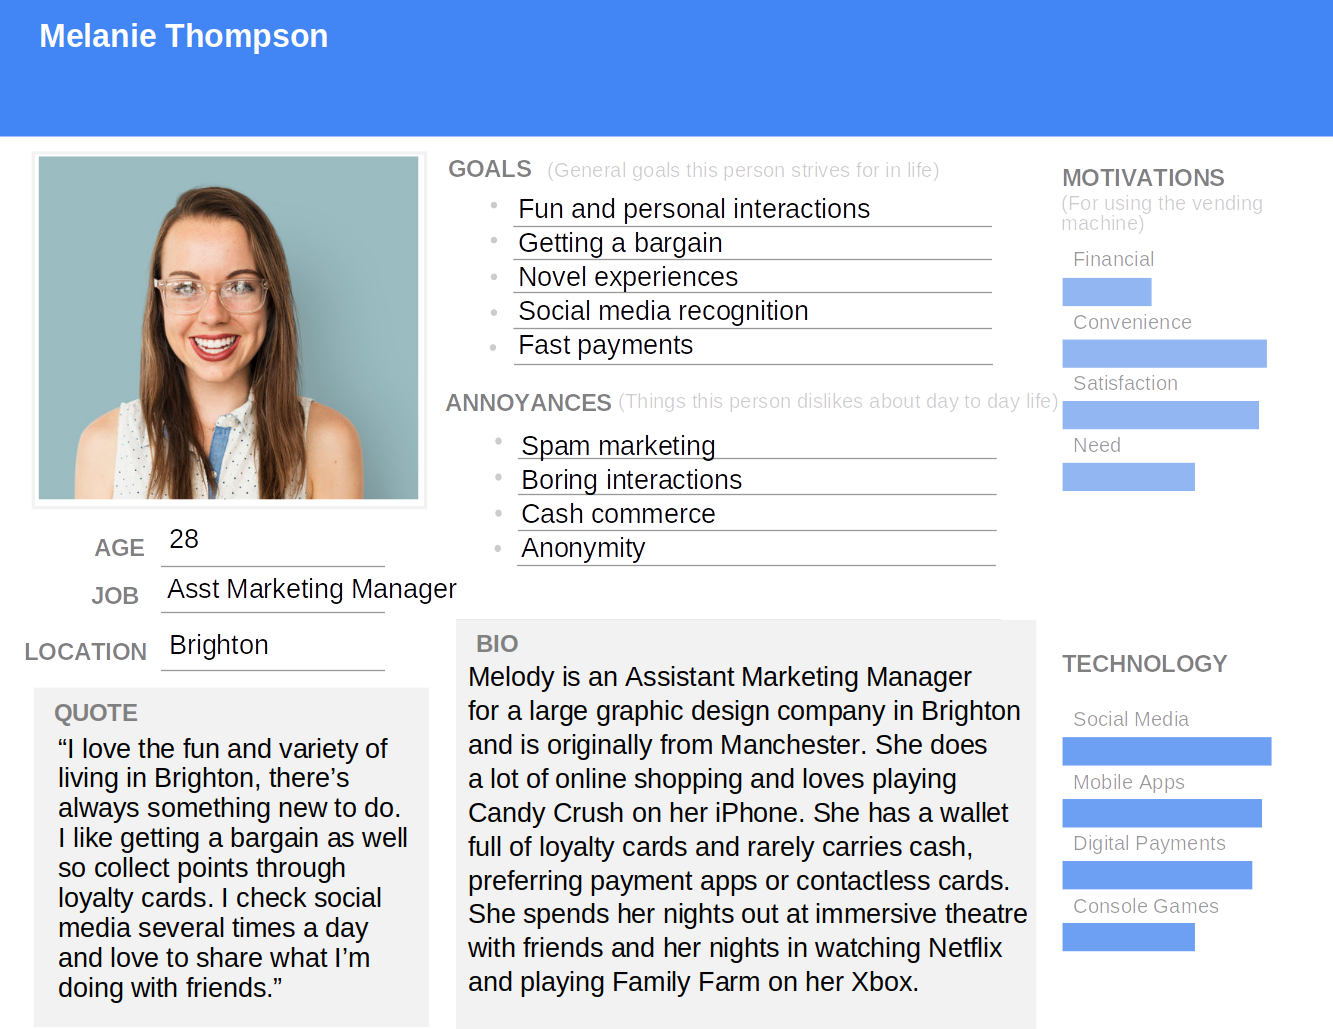 Melanie Thompson
GOALS (General goals this person strives for in life)
• Fun and personal interactions
• Getting a bargain
• Novel experiences
• Social media recognition
• Fast payments
ANNOYANCES (Things this person dislikes about day to day life)
• Spam marketing
• Boring interactions
• Cash commerce
• Anonymity
MOTIVATIONS
(For using the vending
machine)
Financial
Convenience
Satisfaction
Need
AGE 28
JOB Asst Marketing Manager
LOCATION Brighton
QUOTE
“I love the fun and variety of
living in Brighton, there’s
always something new to do.
I like getting a bargain as well
so collect points through
loyalty cards. I check social
media several times a day
and love to share what I’m
doing with friends.”
BIO
Melody is an Assistant Marketing Manager
for a large graphic design company in Brighton
and is originally from Manchester. She does
a lot of online shopping and loves playing
Candy Crush on her iPhone. She has a wallet
full of loyalty cards and rarely carries cash,
preferring payment apps or contactless cards.
She spends her nights out at immersive theatre
with friends and her nights in watching Netflix
and playing Family Farm on her Xbox.
TECHNOLOGY
Social Media
Mobile Apps
Digital Payments
Console Games